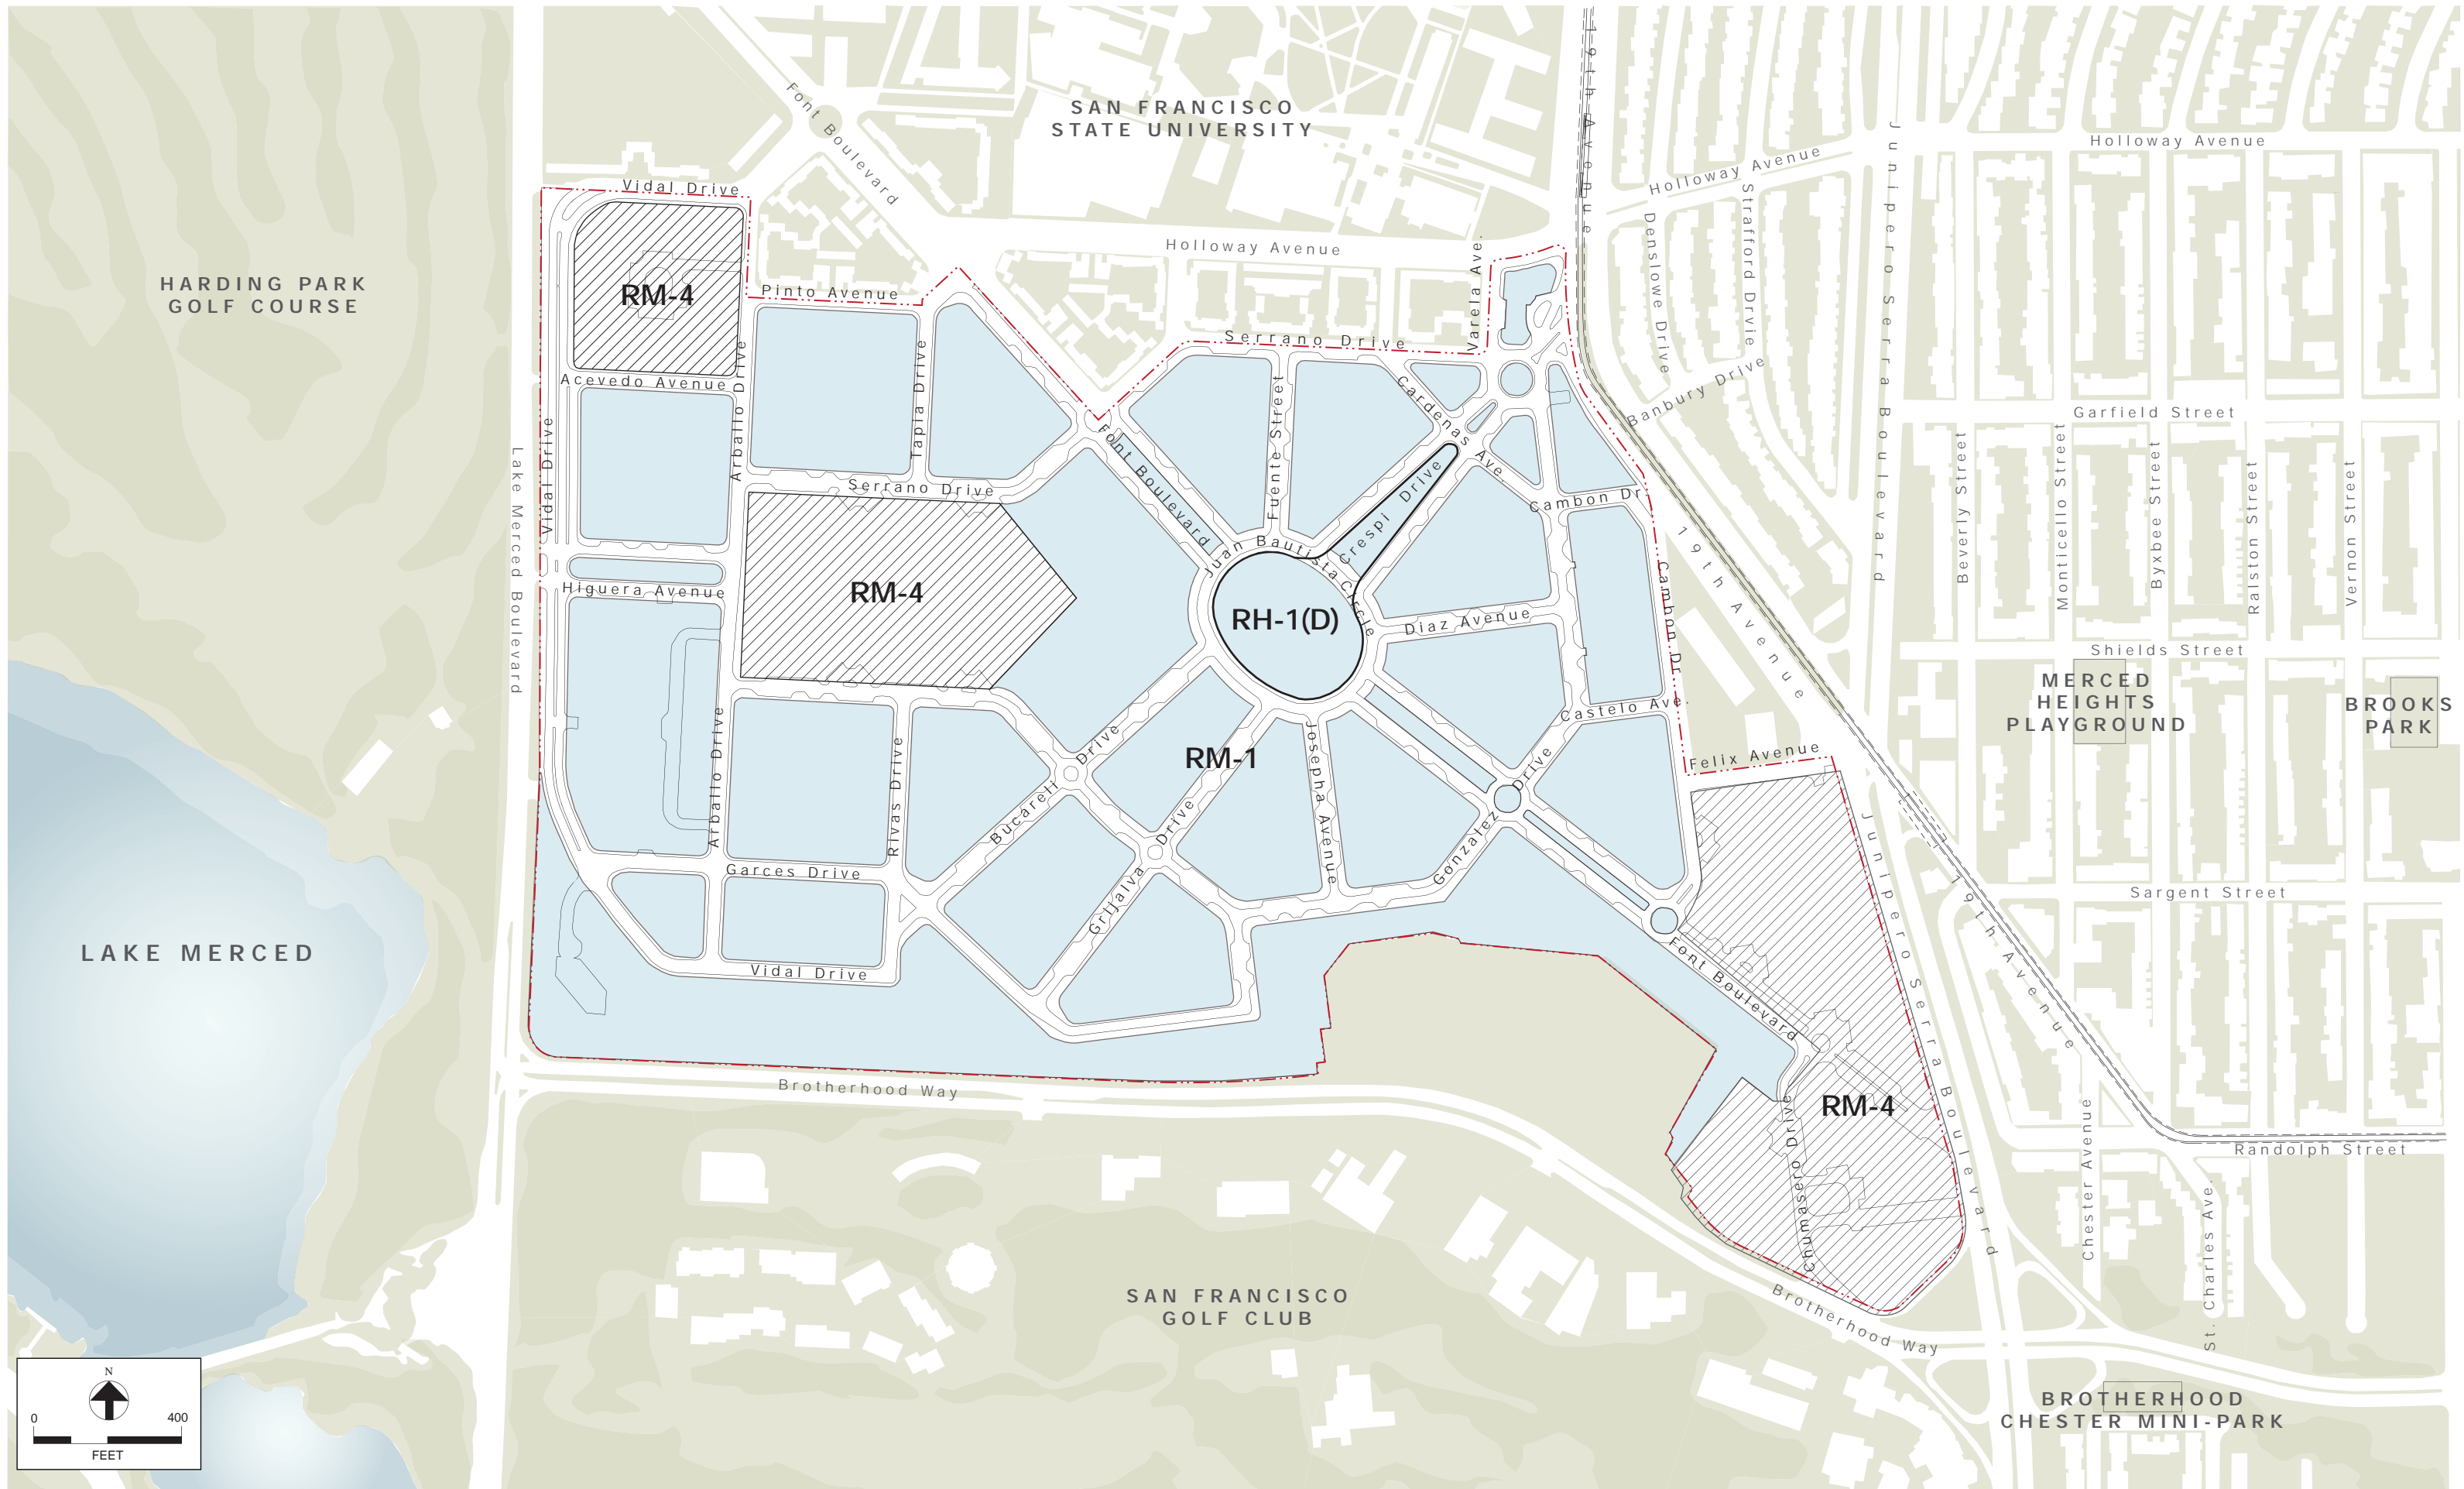 SAN FRANCISCO
STATE UNIVERSITY
Font Boulevard
19th Avenue
Holloway Avenue
Holloway Avenue
Junipero Serra Boulevard
Vidal Drive
Strafford Drvie
Denslowe Drive
Holloway Avenue
Varela Ave.
HARDING PARK
GOLF COURSE
RM-4
Pinto Avenue
Serrano Drive
Banbury Drive
Acevedo Avenue
Arballo Drive
Tapia Drive
Fuente Street
Cardenas Ave.
Garfield Street
Vidal Drive
Lake Merced Boulevard
Font Boulevard
Crespi Drive
Serrano Drive
Cambon Dr.
Beverly Street
Monticello Street
Byxbee Street
Ralston Street
Vernon Street
19th Avenue
Juan Bautista Circle
Higuera Avenue
RM-4
RH-1(D)
Diaz Avenue
Cambon Dr.
Shields Street
MERCED
HEIGHTS
PLAYGROUND
BROOKS
PARK
Castelo Ave.
Arballo Drive
Rivas Drive
Bucareli Drive
RM-1
Josepha Avenue
Gonzalez Drive
Felix Avenue
Grijalva Drive
Garces Drive
Junipero Serra Boulevard
Sargent Street
19th Avenue
LAKE MERCED
Vidal Drive
Font Boulevard
Brotherhood Way
RM-4
Chumasero Drive
Chester Avenue
Randolph Street
St. Charles Ave.
SAN FRANCISCO
GOLF CLUB
Brotherhood Way
N
0 400
FEET
BROTHERHOOD
CHESTER MINI-PARK